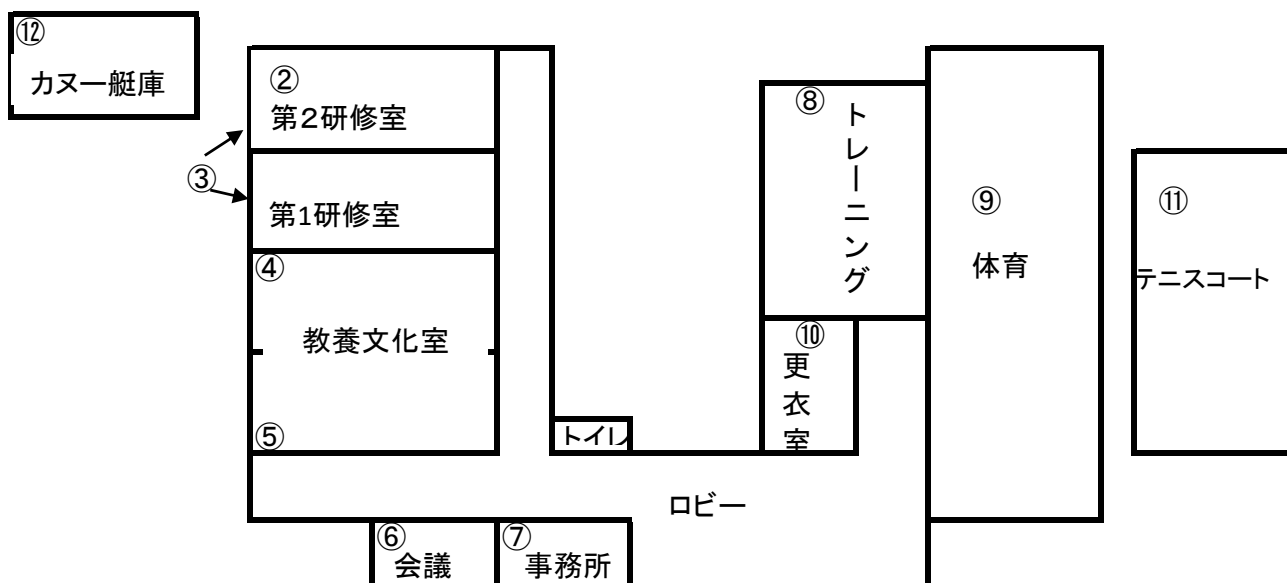 ⑫
カヌー艇庫
②
第２研修室
③
第1研修室
④
教養文化室
⑤
トイレ
⑥
会議
⑦
事務所
ロビー
⑧
トレーニング
⑨
体育
⑩
更衣室
⑪
テニスコート